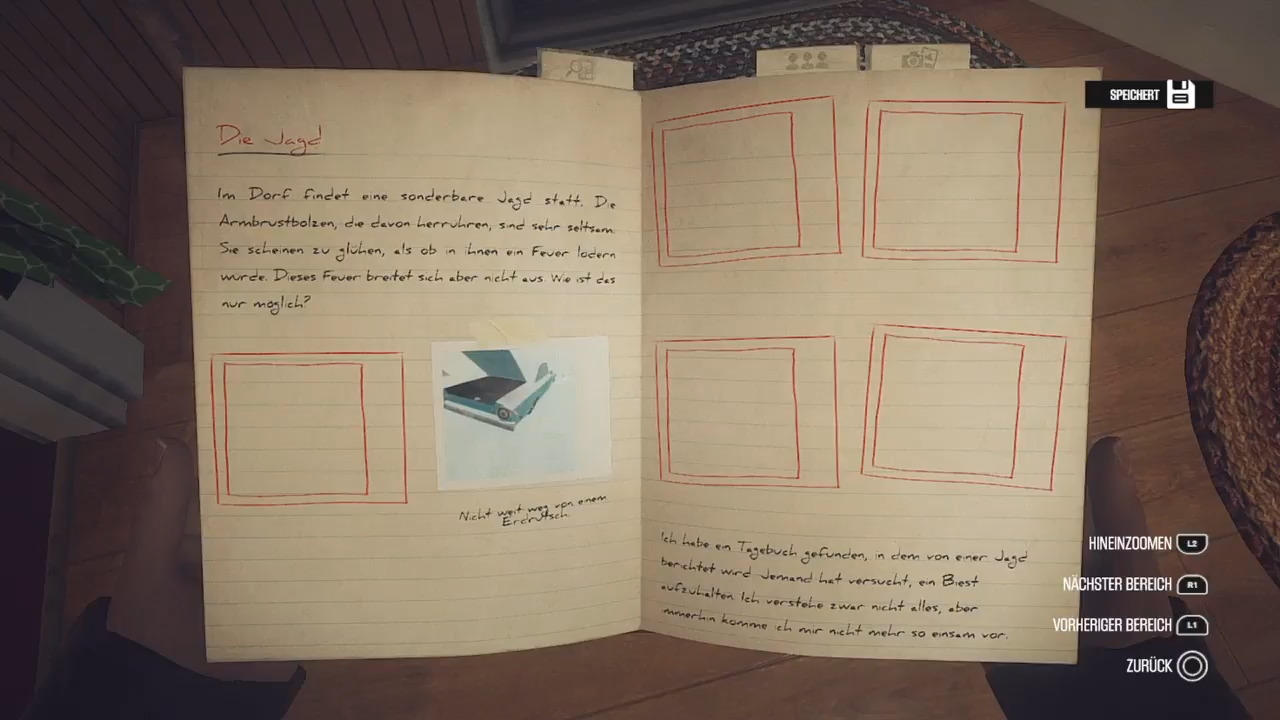 SPEICHERT
Die Jagd
Im Dorf findet eine sonderbare Jagd statt. Die
Armbrustbolzen, die davon herrühren, sind sehr seltsam.
Sie scheinen zu glühen, als ob in ihnen ein Feuer lodern
würde. Dieses Feuer breitet sich aber nicht aus. Wie ist das
nur möglich?
Nicht weit weg von einem
Erdrutsch.
Ich habe ein Tagebuch gefunden, in dem von einer Jagd
berichtet wird. Jemand hat versucht, ein Biest
aufzuhalten. Ich verstehe zwar nicht alles, aber
immerhin komme ich mir nicht mehr so einsam vor.
HINEINZOOMEN L2
NÄCHSTER BEREICH R1
VORHERIGER BEREICH L1
ZURÜCK